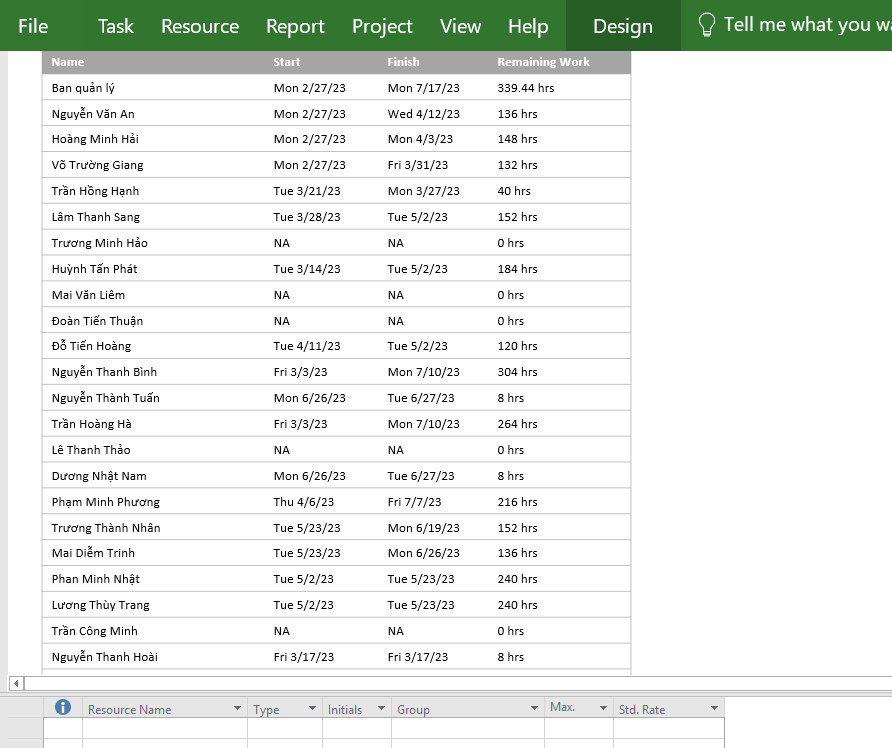 File Task Resource Report Project View Help Design Tell me what you wa
Name Start Finish Remaining Work
Ban quản lý Mon 2/27/23 Mon 7/17/23 339.44 hrs
Nguyễn Văn An Mon 2/27/23 Wed 4/12/23 136 hrs
Hoàng Minh Hải Mon 2/27/23 Mon 4/3/23 148 hrs
Võ Trường Giang Mon 2/27/23 Fri 3/31/23 132 hrs
Trần Hồng Hạnh Tue 3/21/23 Mon 3/27/23 40 hrs
Lâm Thanh Sang Tue 3/28/23 Tue 5/2/23 152 hrs
Trương Minh Hảo NA NA 0 hrs
Huỳnh Tấn Phát Tue 3/14/23 Tue 5/2/23 184 hrs
Mai Văn Liêm NA NA 0 hrs
Đoàn Tiến Thuận NA NA 0 hrs
Đỗ Tiến Hoàng Tue 4/11/23 Tue 5/2/23 120 hrs
Nguyễn Thanh Bình Fri 3/3/23 Mon 7/10/23 304 hrs
Nguyễn Thành Tuấn Mon 6/26/23 Tue 6/27/23 8 hrs
Trần Hoàng Hà Fri 3/3/23 Mon 7/10/23 264 hrs
Lê Thanh Thảo NA NA 0 hrs
Dương Nhật Nam Mon 6/26/23 Tue 6/27/23 8 hrs
Phạm Minh Phương Thu 4/6/23 Fri 7/7/23 216 hrs
Trương Thành Nhân Tue 5/23/23 Mon 6/19/23 152 hrs
Mai Diễm Trinh Tue 5/23/23 Mon 6/26/23 136 hrs
Phan Minh Nhật Tue 5/2/23 Tue 5/23/23 240 hrs
Lương Thùy Trang Tue 5/2/23 Tue 5/23/23 240 hrs
Trần Công Minh NA NA 0 hrs
Nguyễn Thanh Hoài Fri 3/17/23 Fri 3/17/23 8 hrs
Resource Name Type Initials Group Max. Std. Rate